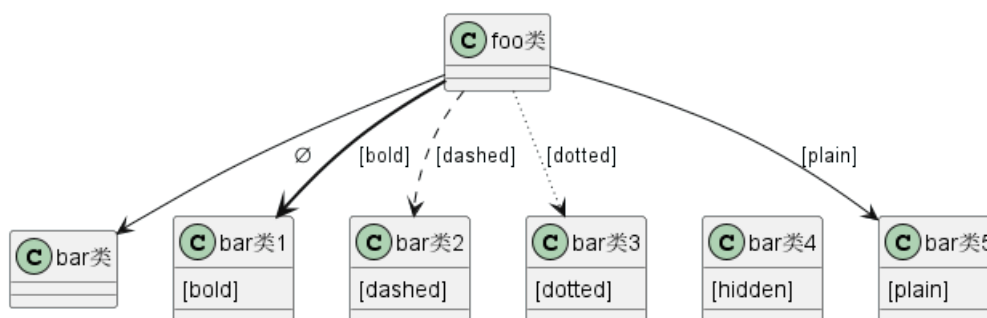 C foo类
∅
[bold]
[dashed]
[dotted]
[plain]
C bar类
C bar类1
C bar类2
C bar类3
C bar类4
C bar类5
[bold]
[dashed]
[dotted]
[hidden]
[plain]